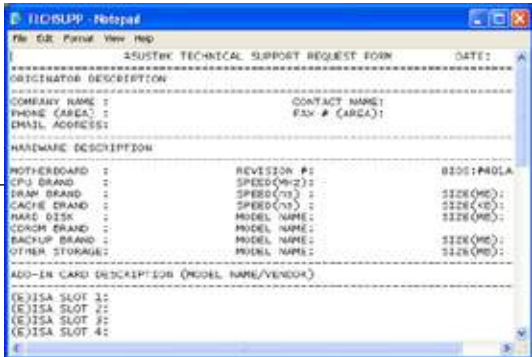 TECHSUPP - Notepad
File Edit Format View Help
ASUSTEK TECHNICAL SUPPORT REQUEST FORM DATE:
ORIGINATOR DESCRIPTION
COMPANY NAME : CONTACT NAME:
PHONE (AREA) : FAX # (AREA):
EMAIL ADDRESS:
HARDWARE DESCRIPTION
MOTHERBOARD : REVISION #: BIOS:
CPU BRAND : SPEED(MHz):
DRAM BRAND : SPEED(ns) : SIZE(MB):
CACHE BRAND : SPEED(ns) : SIZE(KB):
HARD DISK : MODEL NAME: SIZE(MB):
CDROM BRAND : MODEL NAME:
BACKUP BRAND : MODEL NAME: SIZE(MB):
OTHER STORAGE: MODEL NAME: SIZE(MB):
ADD-IN CARD DESCRIPTION (MODEL NAME/VENDOR)
(E)ISA SLOT 1:
(E)ISA SLOT 2:
(E)ISA SLOT 3:
(E)ISA SLOT 4: